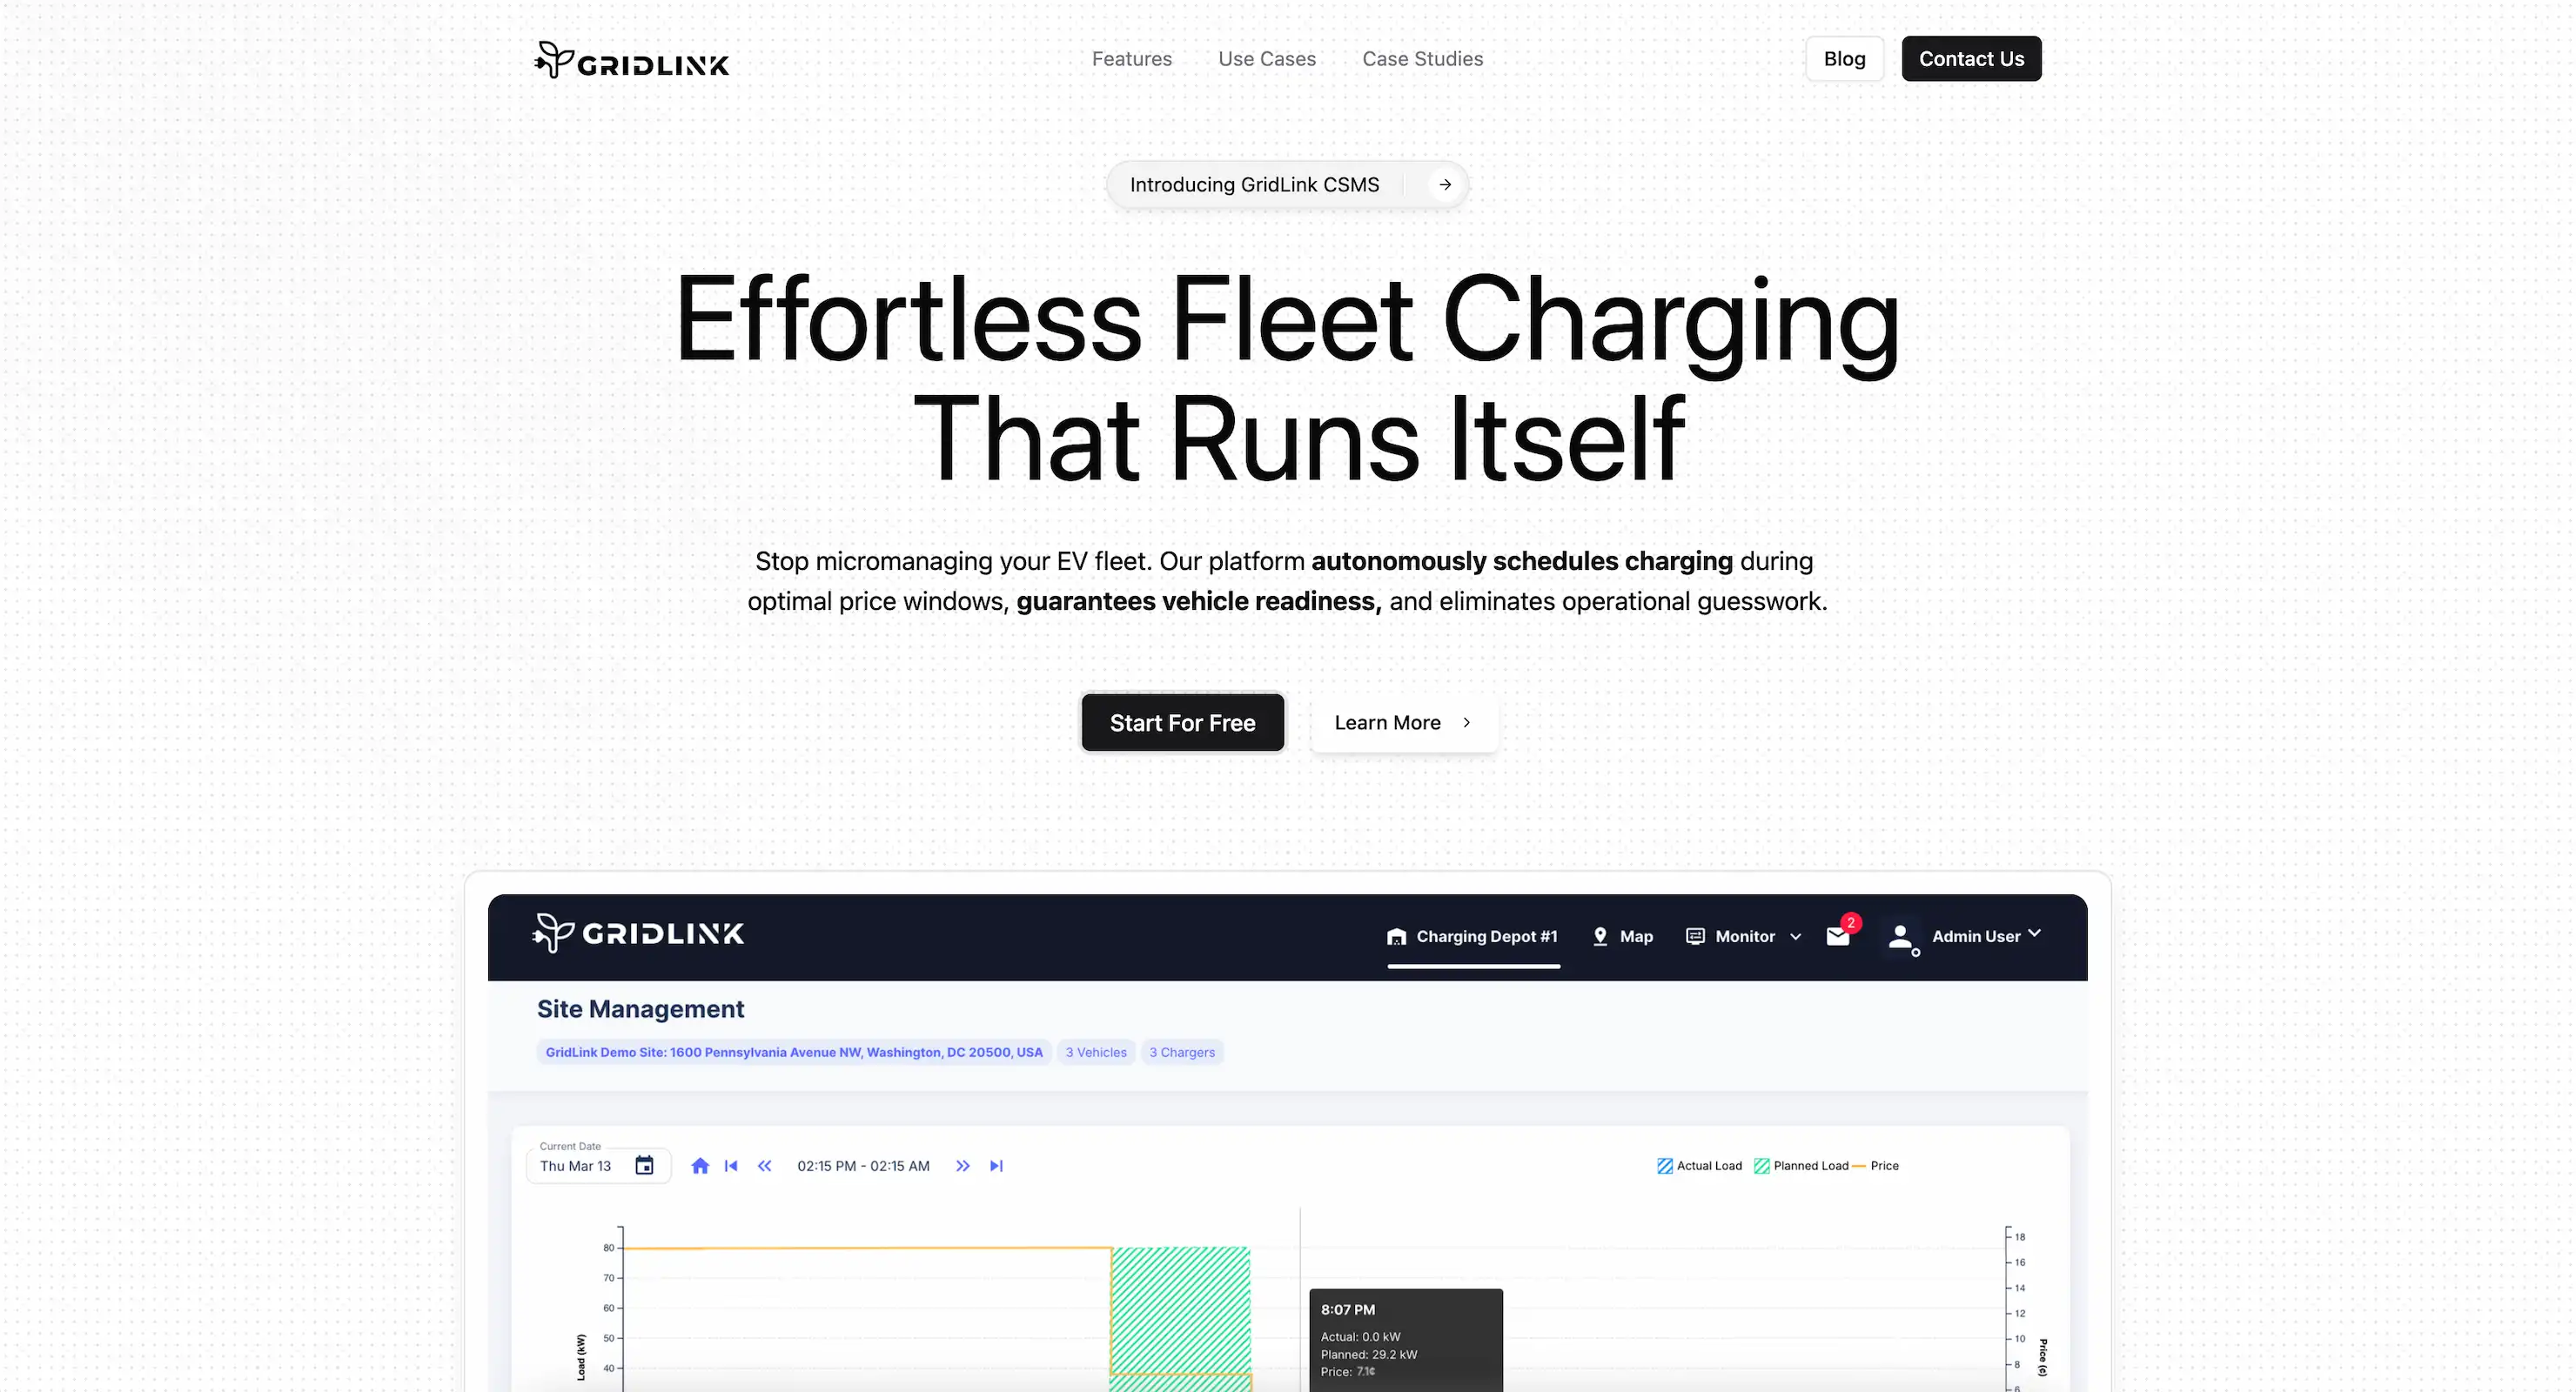 GRIDLINK
Features
Use Cases
Case Studies
Blog
Contact Us
Introducing GridLink CSMS
Effortless Fleet Charging
That Runs Itself
Stop micromanaging your EV fleet. Our platform autonomously schedules charging during
optimal price windows, guarantees vehicle readiness, and eliminates operational guesswork.
Start For Free
Learn More
GRIDLINK
Charging Depot #1
Map
Monitor
2
Admin User
Site Management
GridLink Demo Site: 1600 Pennsylvania Avenue NW, Washington, DC 20500, USA
3 Vehicles
3 Chargers
Current Date
Thu Mar 13
02:15 PM - 02:15 AM
Actual Load
Planned Load
Price
80
70
60
50
40
Load (kW)
8:07 PM
Actual: 0.0 kW
Planned: 29.2 kW
Price: 7.1¢
18
16
14
12
10
8
6
Price (¢)